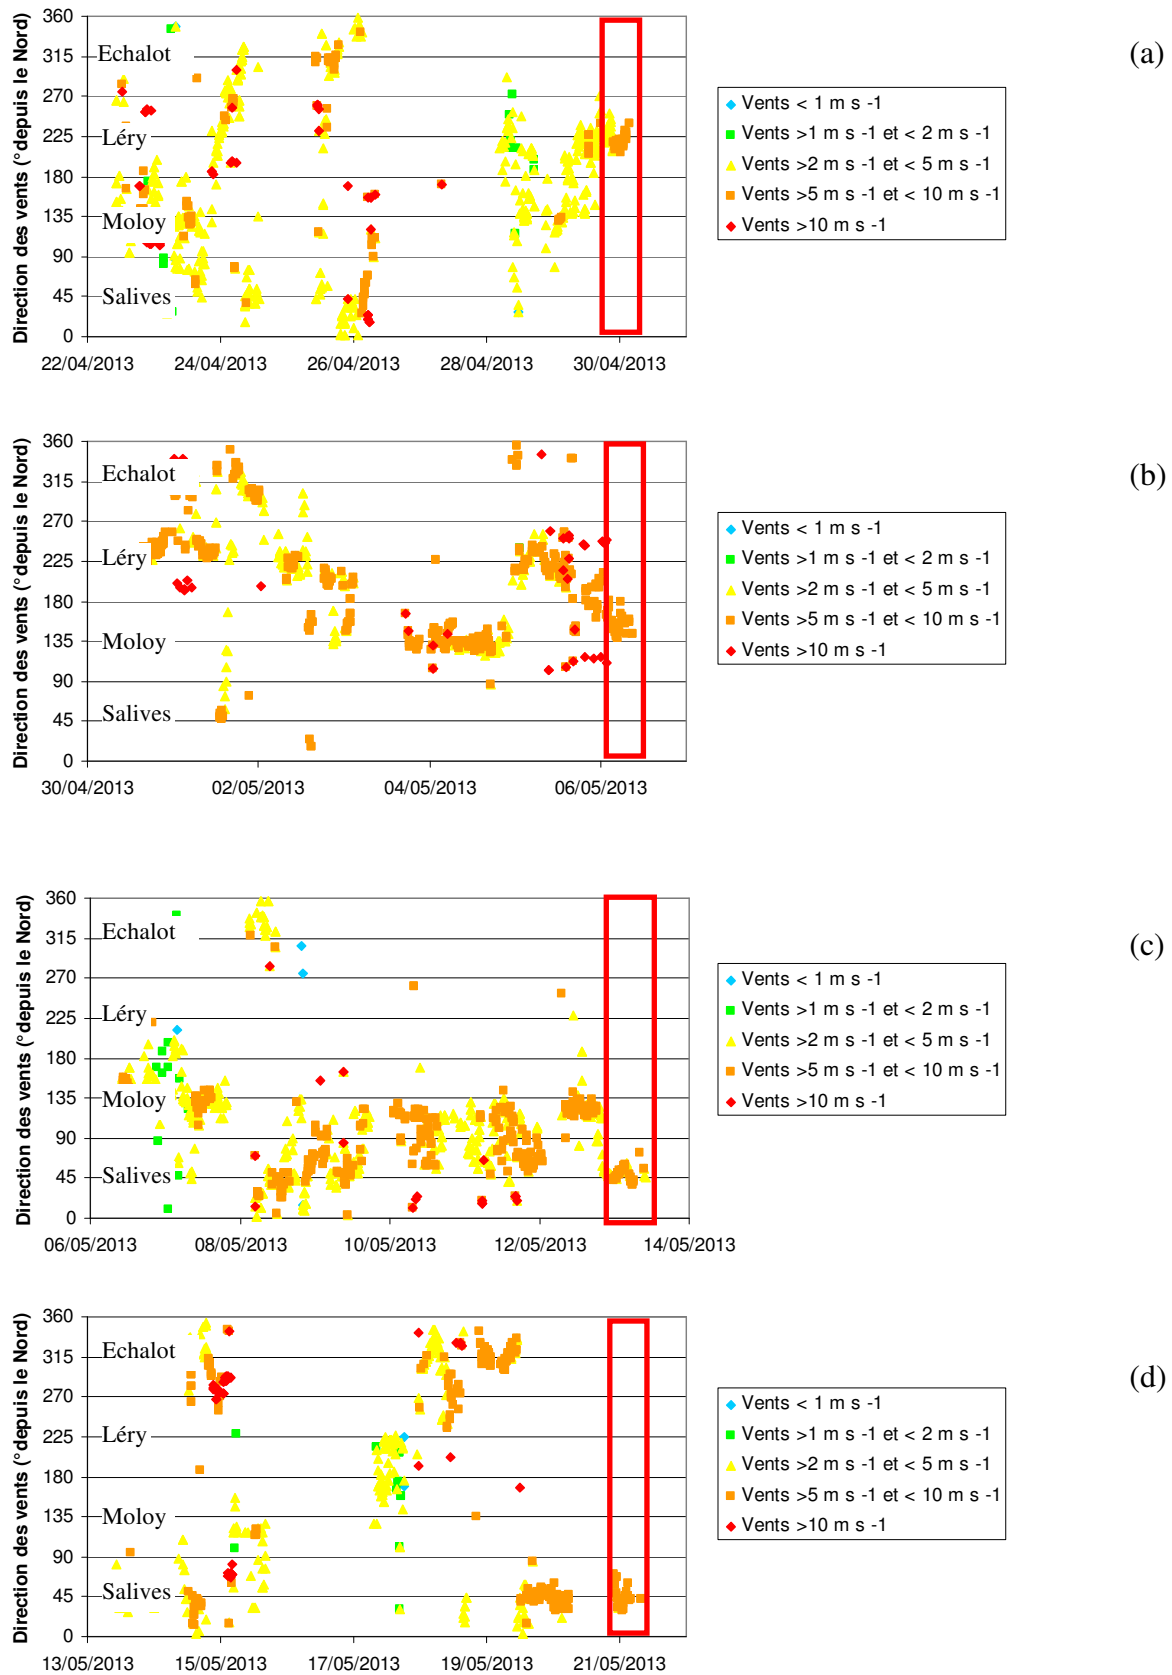 (a)
Direction des vents (°depuis le Nord)
360
315
270
225
180
135
90
45
0
Echalot
Léry
Moloy
Salives
22/04/2013
24/04/2013
26/04/2013
28/04/2013
30/04/2013
Vents < 1 m s -1
Vents >1 m s -1 et < 2 m s -1
Vents >2 m s -1 et < 5 m s -1
Vents >5 m s -1 et < 10 m s -1
Vents >10 m s -1
(b)
Direction des vents (°depuis le Nord)
360
315
270
225
180
135
90
45
0
Echalot
Léry
Moloy
Salives
30/04/2013
02/05/2013
04/05/2013
06/05/2013
Vents < 1 m s -1
Vents >1 m s -1 et < 2 m s -1
Vents >2 m s -1 et < 5 m s -1
Vents >5 m s -1 et < 10 m s -1
Vents >10 m s -1
(c)
Direction des vents (°depuis le Nord)
360
315
270
225
180
135
90
45
0
Echalot
Léry
Moloy
Salives
06/05/2013
08/05/2013
10/05/2013
12/05/2013
14/05/2013
Vents < 1 m s -1
Vents >1 m s -1 et < 2 m s -1
Vents >2 m s -1 et < 5 m s -1
Vents >5 m s -1 et < 10 m s -1
Vents >10 m s -1
(d)
Direction des vents (°depuis le Nord)
360
315
270
225
180
135
90
45
0
Echalot
Léry
Moloy
Salives
13/05/2013
15/05/2013
17/05/2013
19/05/2013
21/05/2013
Vents < 1 m s -1
Vents >1 m s -1 et < 2 m s -1
Vents >2 m s -1 et < 5 m s -1
Vents >5 m s -1 et < 10 m s -1
Vents >10 m s -1